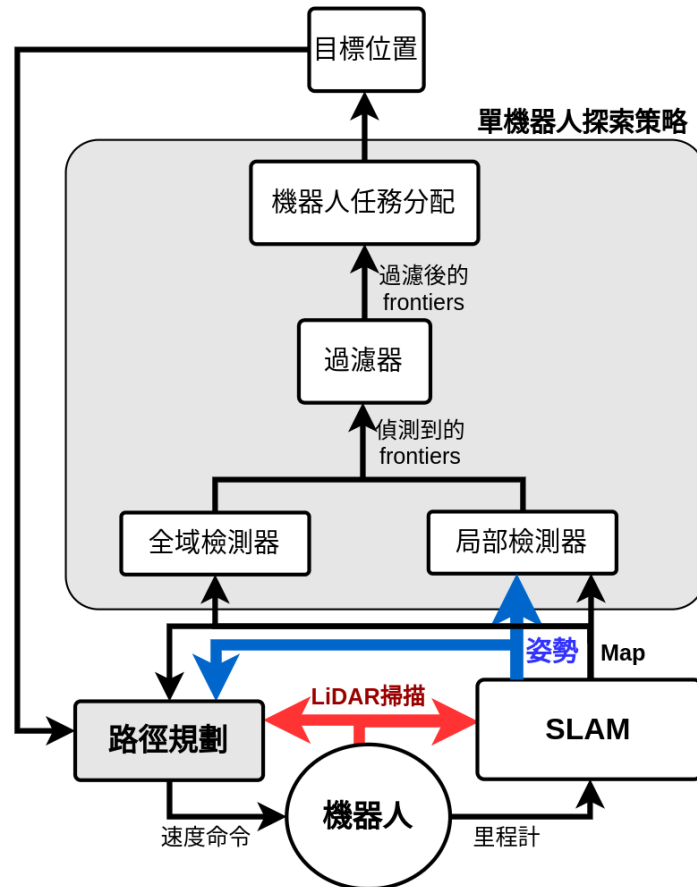 目標位置
單機器人探索策略
機器人任務分配
過濾後的
frontiers
過濾器
偵測到的
frontiers
全域檢測器
局部檢測器
姿勢
Map
LiDAR掃描
路徑規劃
SLAM
機器人
速度命令
里程計